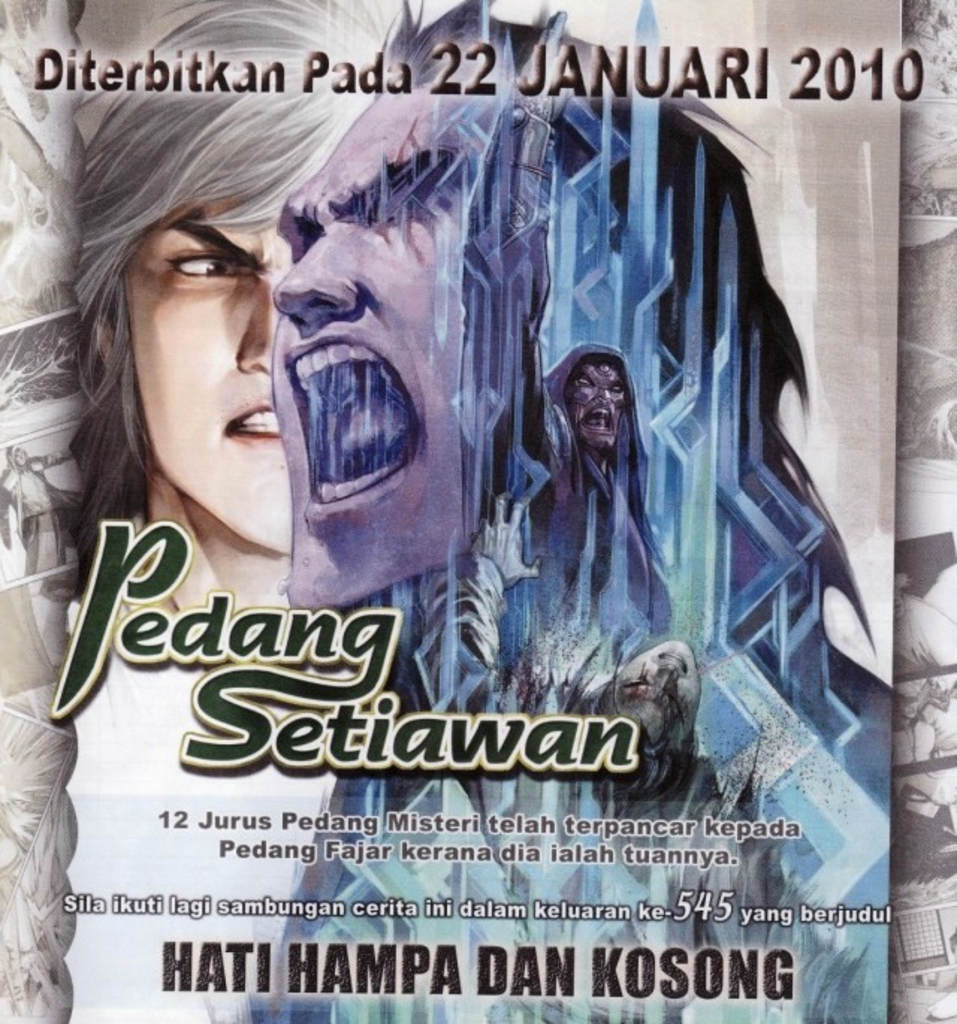 Diterbitkan Pada 22 JANUARI 2010
Pedang
Setiawan
12 Jurus Pedang Misteri telah terpancar kepada
Pedang Fajar kerana dia ialah tuannya.
Sila ikuti lagi sambungan cerita ini dalam keluaran ke-545 yang berjudul
HATI HAMPA DAN KOSONG